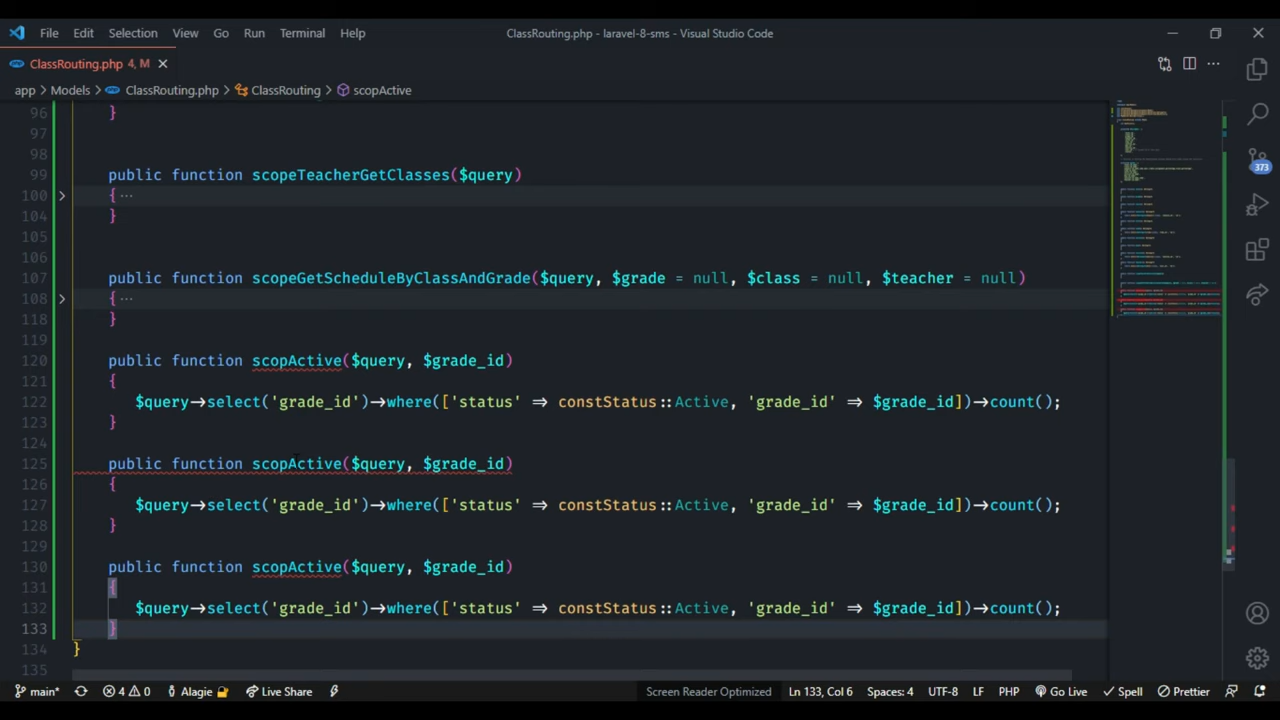 File Edit Selection View Go Run Terminal Help ClassRouting.php - laravel-8-sms - Visual Studio Code
ClassRouting.php 4, M
app > Models > ClassRouting.php > ClassRouting > scopActive
96 }
97
98
99 public function scopeTeacherGetClasses($query)
100 { ...
104 }
105
106
107 public function scopeGetScheduleByClassAndGrade($query, $grade = null, $class = null, $teacher = null)
108 { ...
118 }
119
120 public function scopActive($query, $grade_id)
121 {
122 $query->select('grade_id')->where(['status' => constStatus::Active, 'grade_id' => $grade_id])->count();
123 }
124
125 public function scopActive($query, $grade_id)
126 {
127 $query->select('grade_id')->where(['status' => constStatus::Active, 'grade_id' => $grade_id])->count();
128 }
129
130 public function scopActive($query, $grade_id)
131 {
132 $query->select('grade_id')->where(['status' => constStatus::Active, 'grade_id' => $grade_id])->count();
133 }
134 }
135
373
main* 4 0 Alagie Live Share Screen Reader Optimized Ln 133, Col 6 Spaces: 4 UTF-8 LF PHP Go Live Spell Prettier